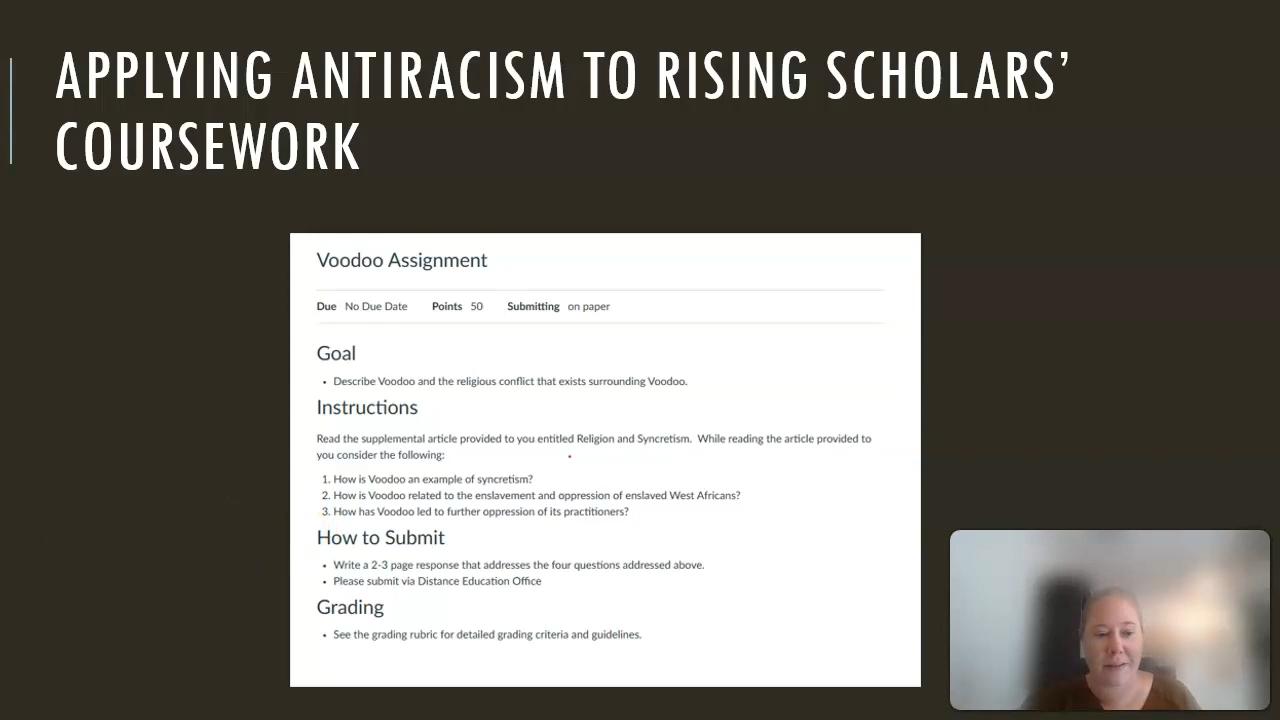 APPLYING ANTIRACISM TO RISING SCHOLARS’
COURSEWORK
Voodoo Assignment
Due No Due Date Points 50 Submitting on paper
Goal
• Describe Voodoo and the religious conflict that exists surrounding Voodoo.
Instructions
Read the supplemental article provided to you entitled Religion and Syncretism. While reading the article provided to
you consider the following:
1. How is Voodoo an example of syncretism?
2. How is Voodoo related to the enslavement and oppression of enslaved West Africans?
3. How has Voodoo led to further oppression of its practitioners?
How to Submit
• Write a 2-3 page response that addresses the four questions addressed above.
• Please submit via Distance Education Office
Grading
• See the grading rubric for detailed grading criteria and guidelines.